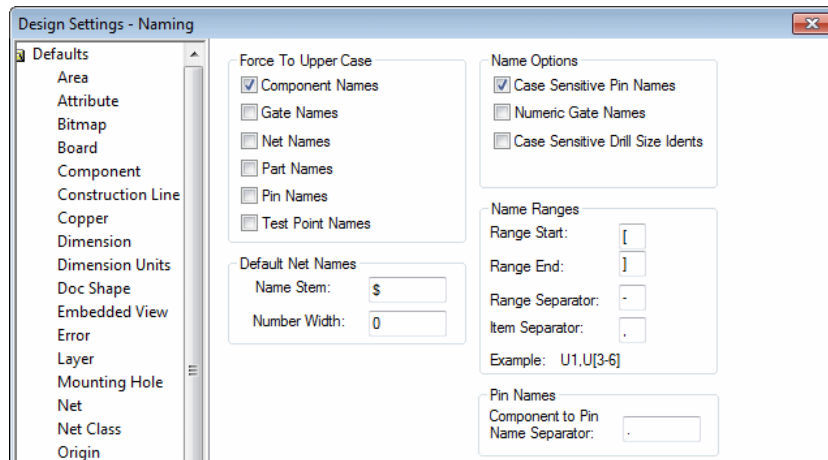 Design Settings - Naming
Defaults
Area
Attribute
Bitmap
Board
Component
Construction Line
Copper
Dimension
Dimension Units
Doc Shape
Embedded View
Error
Layer
Mounting Hole
Net
Net Class
Origin
Force To Upper Case
Component Names
Gate Names
Net Names
Part Names
Pin Names
Test Point Names
Default Net Names
Name Stem: $
Number Width: 0
Name Options
Case Sensitive Pin Names
Numeric Gate Names
Case Sensitive Drill Size Idents
Name Ranges
Range Start: [
Range End: ]
Range Separator: -
Item Separator: ,
Example: U1,U[3-6]
Pin Names
Component to Pin
Name Separator: .